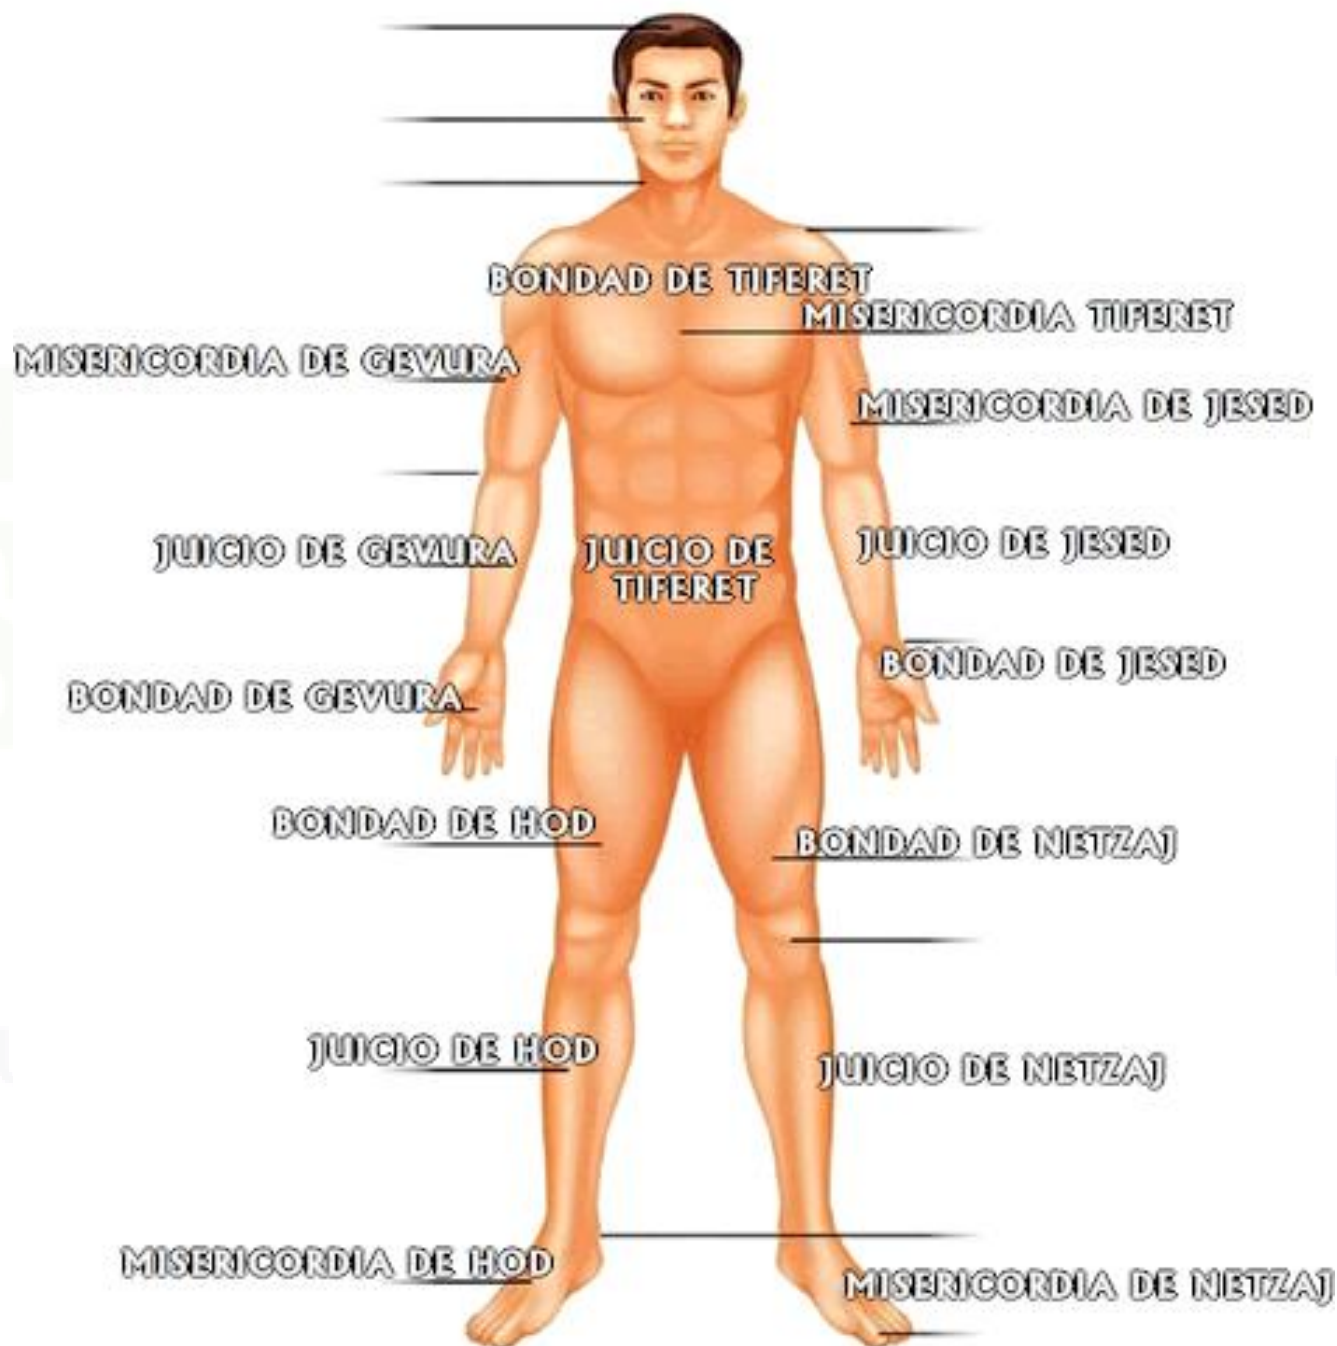 BONDAD DE TIFERET
MISERICORDIA TIFERET
MISERICORDIA DE GEVURA
MISERICORDIA DE JESED
JUICIO DE GEVURA
JUICIO DE
TIFERET
JUICIO DE JESED
BONDAD DE JESED
BONDAD DE GEVURA
BONDAD DE HOD
BONDAD DE NETZAJ
JUICIO DE HOD
JUICIO DE NETZAJ
MISERICORDIA DE HOD
MISERICORDIA DE NETZAJ